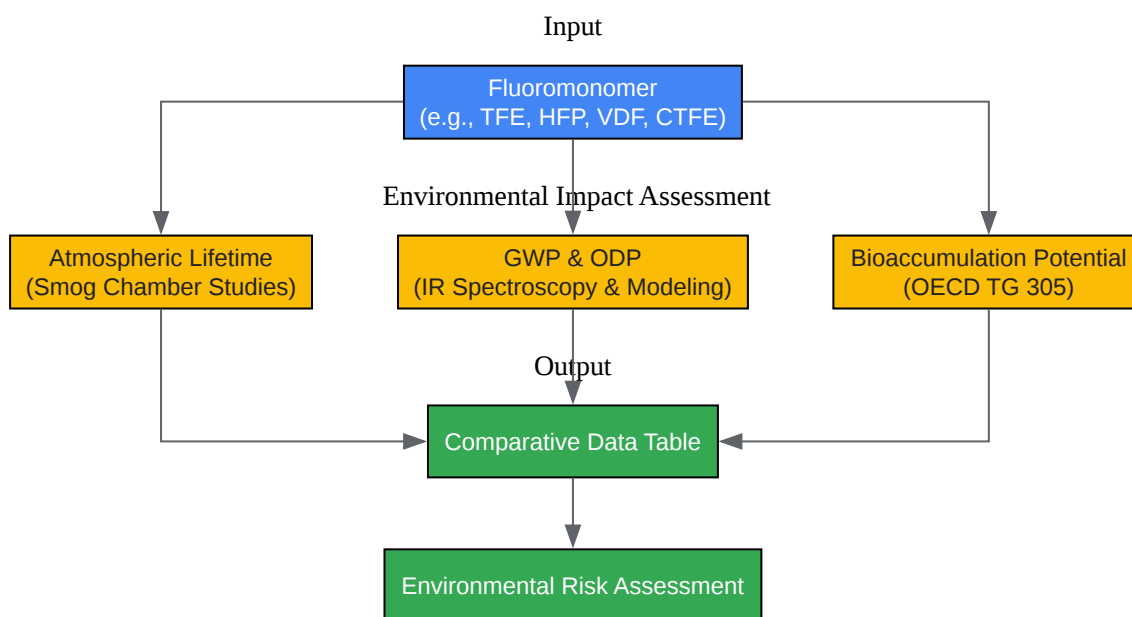 Input
Fluoromonomer
(e.g., TFE, HFP, VDF, CTFE)
Environmental Impact Assessment
Atmospheric Lifetime
(Smog Chamber Studies)
GWP & ODP
(IR Spectroscopy & Modeling)
Bioaccumulation Potential
(OECD TG 305)
Output
Comparative Data Table
Environmental Risk Assessment